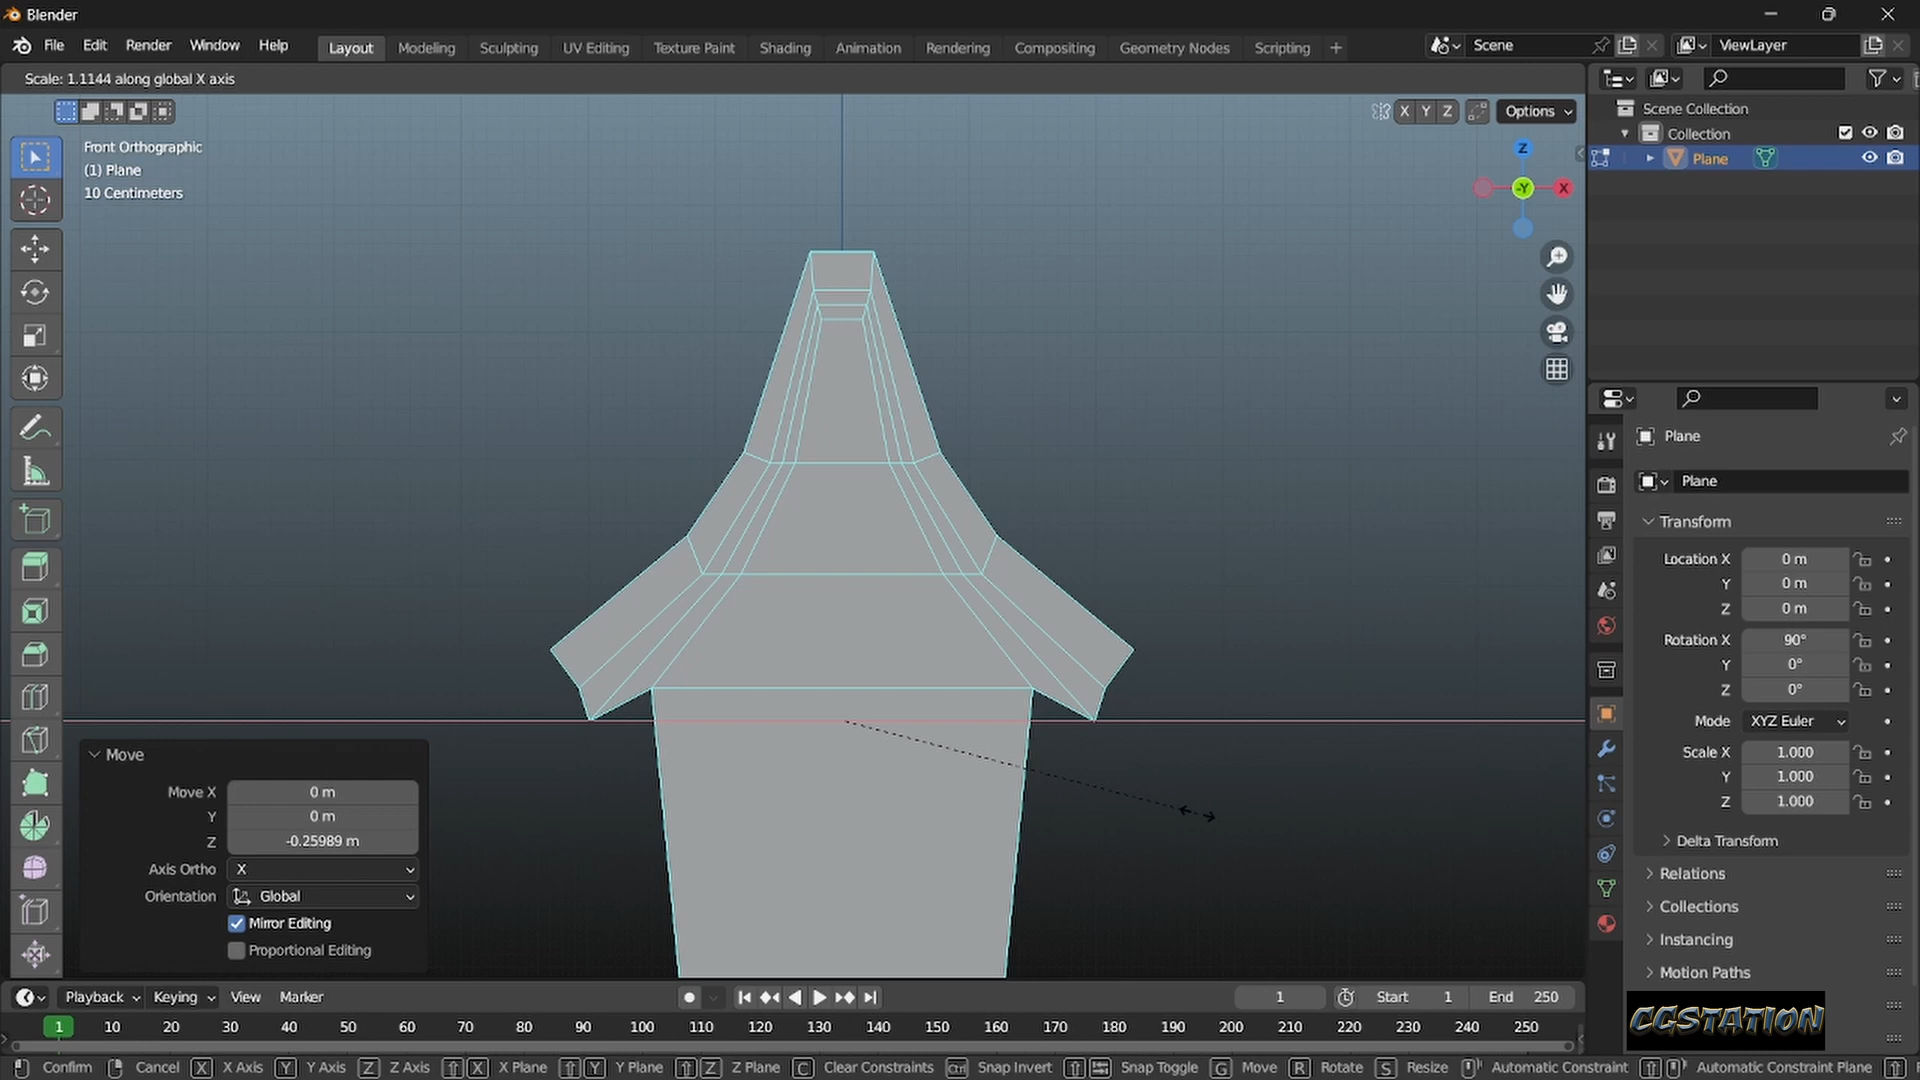 Blender
File Edit Render Window Help Layout Modeling Sculpting UV Editing Texture Paint Shading Animation Rendering Compositing Geometry Nodes Scripting + Scene ViewLayer
Scale: 1.1144 along global X axis
X Y Z Options
Front Orthographic
(1) Plane
10 Centimeters
Z
-Y X
Scene Collection
Collection
Plane
Plane
Plane
Transform
Location X 0 m
Y 0 m
Z 0 m
Rotation X 90°
Y 0°
Z 0°
Mode XYZ Euler
Scale X 1.000
Y 1.000
Z 1.000
Delta Transform
Relations
Collections
Instancing
Motion Paths
Move
Move X 0 m
Y 0 m
Z -0.25989 m
Axis Ortho X
Orientation Global
Mirror Editing
Proportional Editing
Playback Keying View Marker 1 Start 1 End 250
1 10 20 30 40 50 60 70 80 90 100 110 120 130 140 150 160 170 180 190 200 210 220 230 240 250
CGSTATION
Confirm Cancel X X Axis Y Y Axis Z Z Axis X X Plane Y Y Plane Z Z Plane C Clear Constraints Ctrl Snap Invert Snap Toggle G Move R Rotate S Resize Automatic Constraint Automatic Constraint Plane